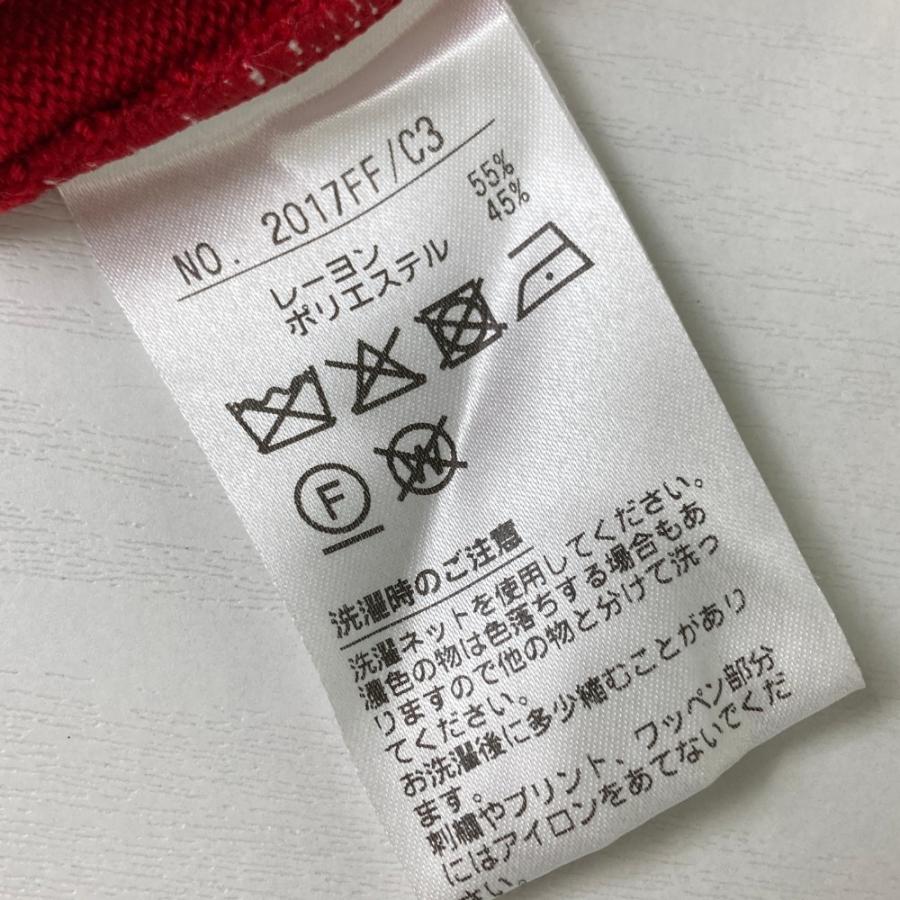 NO. 2017FF/C3
レーヨン 55%
ポリエステル 45%
F W
洗濯時のご注意
洗濯ネットを使用してください。
濃色の物は色落ちする場合もあ
りますので他の物と分けて洗っ
てください。
お洗濯後に多少縮むことがあり
ます。
刺繍やプリント、ワッペン部分
にはアイロンをあてないでくだ
さい。